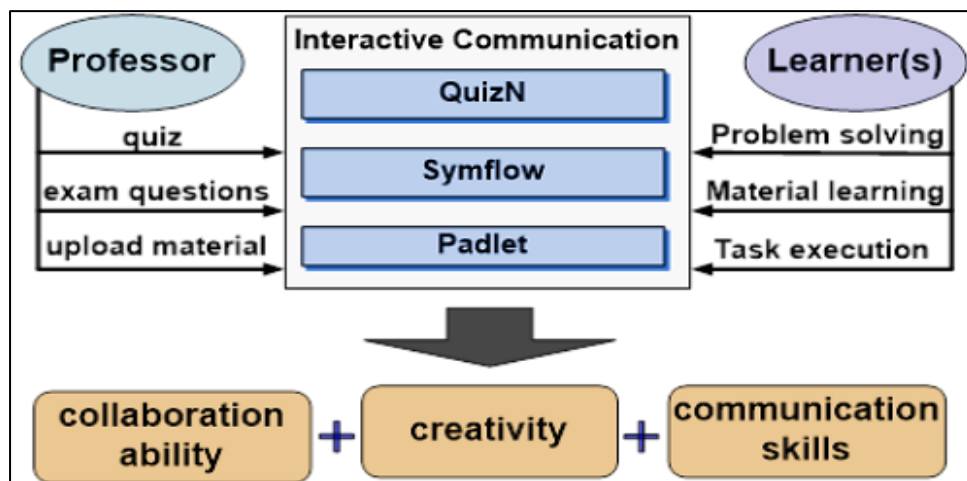 Professor
Interactive Communication
Learner(s)
QuizN
Symflow
Padlet
quiz
exam questions
upload material
Problem solving
Material learning
Task execution
collaboration
ability
+
creativity
+
communication
skills